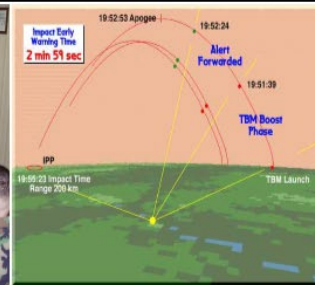 Impact Early
Warning Time
2 min 59 sec
19:52:53 Apogee
19:52:24
Alert
Forwarded
19:51:39
TBM Boost
Phase
IPP
19:55:23 Impact Time
Range 200 km
TBM Launch